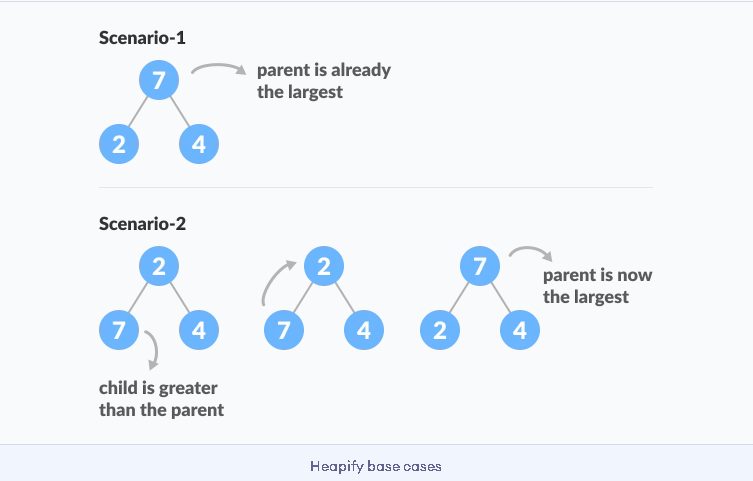 Scenario-1
7
parent is already
the largest
2
4
Scenario-2
2
2
7
parent is now
the largest
7
4
7
4
2
4
child is greater
than the parent
Heapify base cases